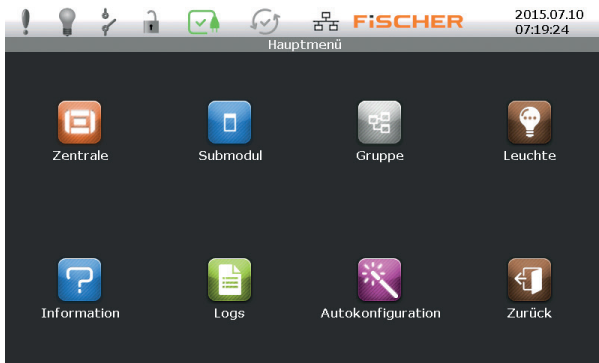 FiSCHER
2015.07.10
07:19:24
Hauptmenü
Zentrale
Submodul
Gruppe
Leuchte
Information
Logs
Autokonfiguration
Zurück